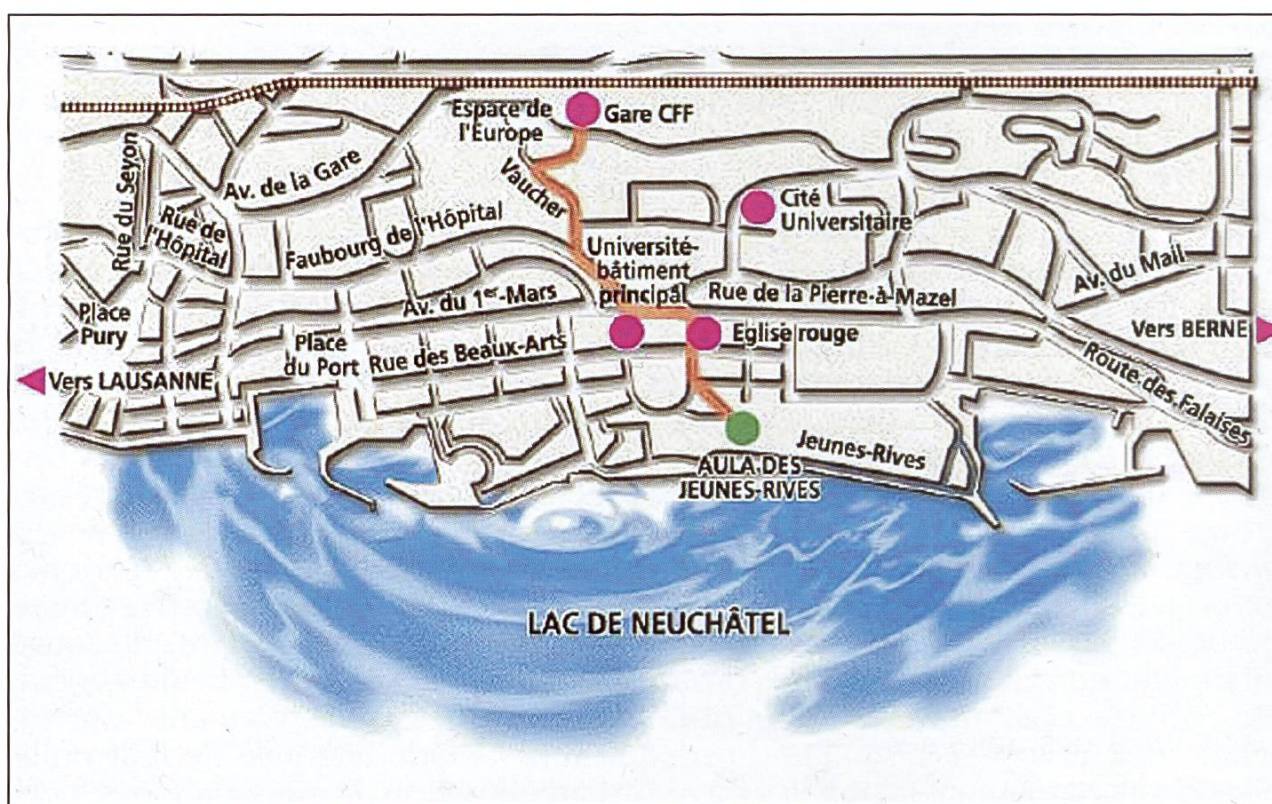 Espace de
l'Europe
Gare CFF
Rue du Seyon
Av. de la Gare
Vaucher
Cité
Universitaire
Rue de
l'Hôpital
Faubourg de l'Hôpital
Université-
bâtiment
principal
Av. du Mail
Av. du 1er-Mars
Rue de la Pierre-à-Mazel
Place
Pury
Place
du Port
Rue des Beaux-Arts
Eglise rouge
Vers BERNE
Vers LAUSANNE
Route des Falaises
Jeunes-Rives
AULA DES
JEUNES-RIVES
LAC DE NEUCHÂTEL